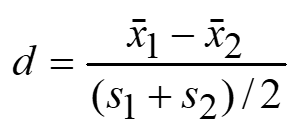 d = (x̄₁ − x̄₂) / ((s₁ + s₂) / 2)